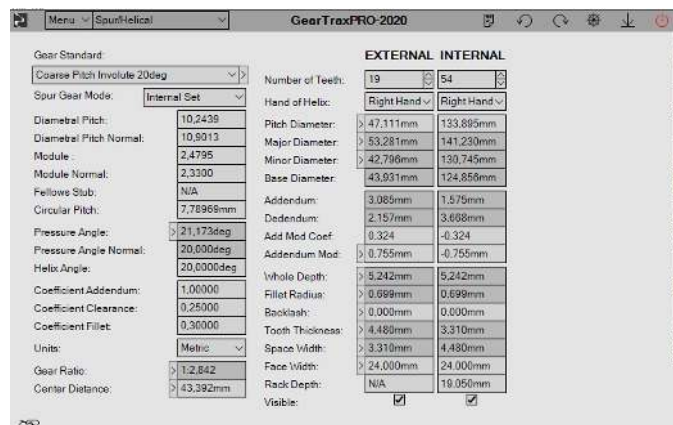 Menu Spur/Helical GearTraxPRO-2020
EXTERNAL INTERNAL
Gear Standard:
Coarse Pitch Involute 20deg
Spur Gear Mode: Internal Set
Diametral Pitch: 10,2439
Diametral Pitch Normal: 10,9013
Module : 2,4795
Module Normal: 2,3300
Fellows Stub: N/A
Circular Pitch: 7,78969mm
Pressure Angle: > 21,173deg
Pressure Angle Normal: 20,000deg
Helix Angle: 20,0000deg
Coefficient Addendum: 1,00000
Coefficient Clearance: 0,25000
Coefficient Fillet: 0,30000
Units: Metric
Gear Ratio: > 1:2,842
Center Distance: > 43,392mm
Number of Teeth: 19 54
Hand of Helix: Right Hand Right Hand
Pitch Diameter: > 47,111mm 133,895mm
Major Diameter: > 53,281mm 141,230mm
Minor Diameter: > 42,796mm 130,745mm
Base Diameter: 43,931mm 124,856mm
Addendum: 3.085mm 1.575mm
Dedendum: 2.157mm 3.668mm
Add Mod Coef: 0.324 -0.324
Addendum Mod: > 0.755mm -0.755mm
Whole Depth: > 5,242mm 5,242mm
Fillet Radius: > 0.699mm 0.699mm
Backlash: > 0.000mm 0.000mm
Tooth Thickness: > 4,480mm 3,310mm
Space Width: > 3,310mm 4,480mm
Face Width: > 24,000mm 24.000mm
Rack Depth: N/A 19.050mm
Visible: